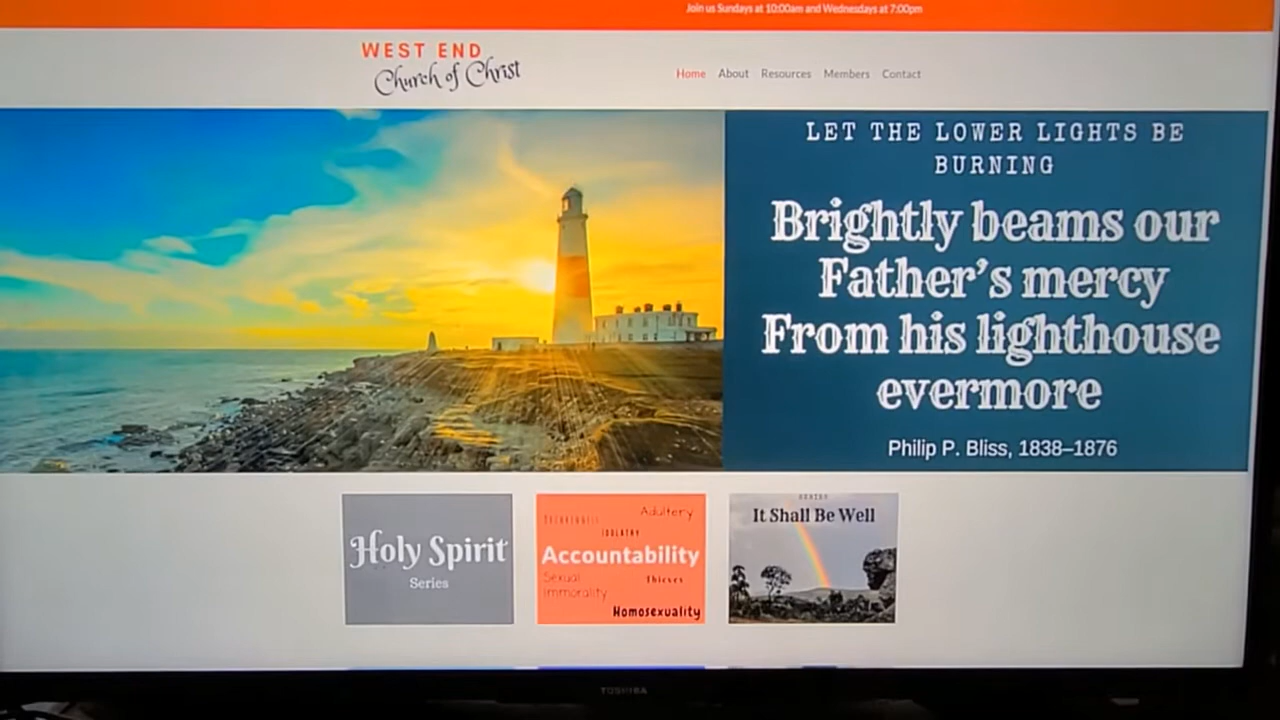 Join us Sundays at 10:00am and Wednesdays at 7:00pm
WEST END
Church of Christ
Home About Resources Members Contact
LET THE LOWER LIGHTS BE
BURNING
Brightly beams our
Father's mercy
From his lighthouse
evermore
Philip P. Bliss, 1838–1876
Holy Spirit
Series
Adultery
IDOLATRY
Accountability
Sexual
Immorality
Thieves
Homosexuality
SERIES
It Shall Be Well
TOSHIBA